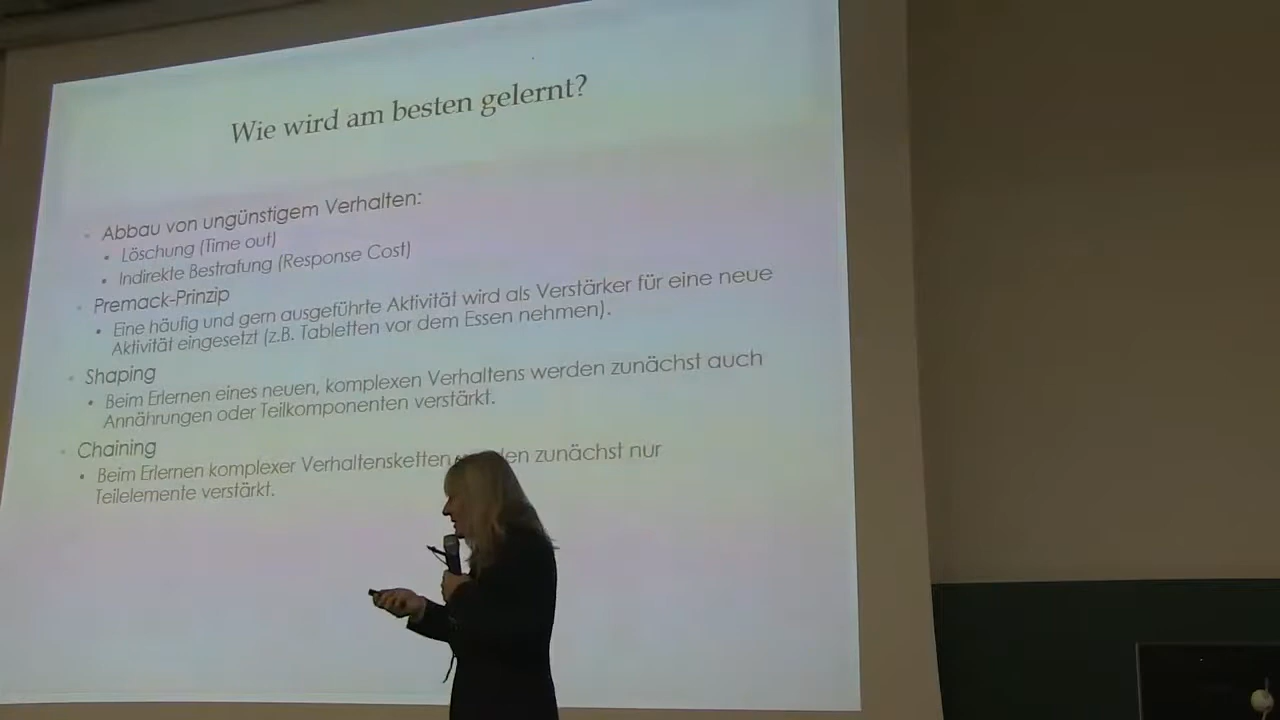 Wie wird am besten gelernt?
Abbau von ungünstigem Verhalten:
Löschung (Time out)
Indirekte Bestrafung (Response Cost)
Premack-Prinzip
Eine häufig und gern ausgeführte Aktivität wird als Verstärker für eine neue
Aktivität eingesetzt (z.B. Tabletten vor dem Essen nehmen).
Shaping
Beim Erlernen eines neuen, komplexen Verhaltens werden zunächst auch
Annährungen oder Teilkomponenten verstärkt.
Chaining
Beim Erlernen komplexer Verhaltensketten zunächst nur
Teilelemente verstärkt.